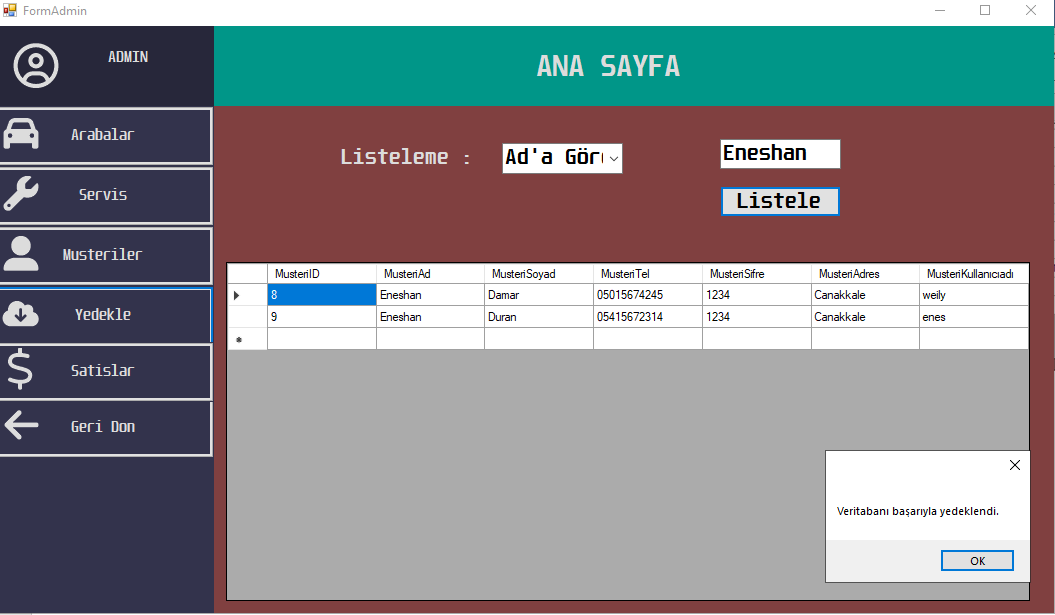 FormAdmin
ADMIN
ANA SAYFA
Arabalar
Servis
Musteriler
Yedekle
Satislar
Geri Don
Listeleme :
Ad'a Gör
Eneshan
Listele
MusteriID MusteriAd MusteriSoyad MusteriTel MusteriSifre MusteriAdres MusteriKullanıcıadı
8 Eneshan Damar 05015674245 1234 Canakkale weily
9 Eneshan Duran 05415672314 1234 Canakkale enes
Veritabanı başarıyla yedeklendi.
OK